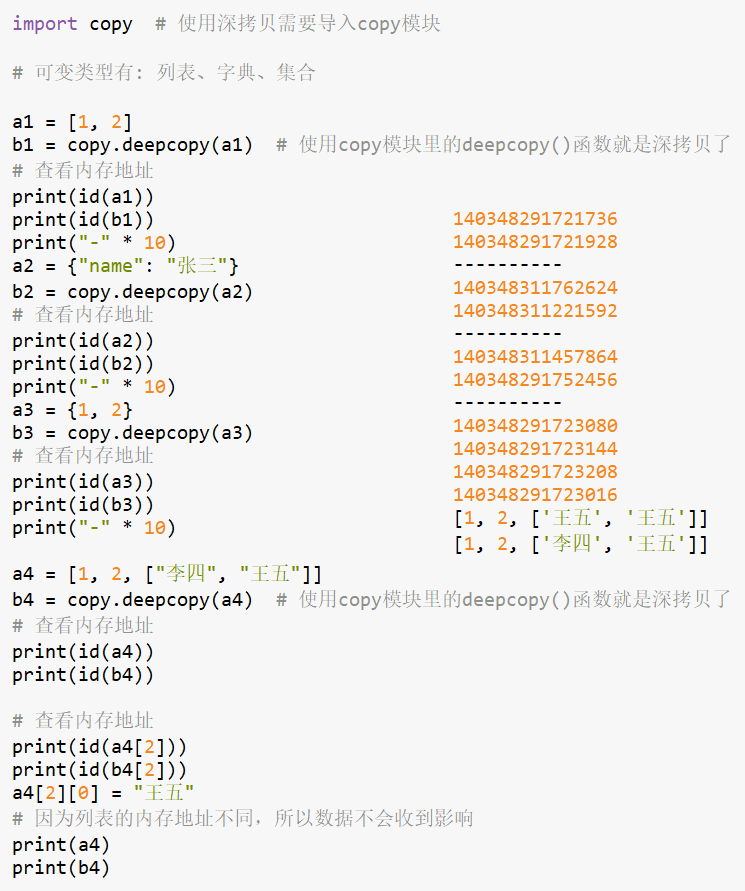 import copy  # 使用深拷贝需要导入copy模块
# 可变类型有: 列表、字典、集合
a1 = [1, 2]
b1 = copy.deepcopy(a1)  # 使用copy模块里的deepcopy()函数就是深拷贝了
# 查看内存地址
print(id(a1))
print(id(b1))
print("-" * 10)
a2 = {"name": "张三"}
b2 = copy.deepcopy(a2)
# 查看内存地址
print(id(a2))
print(id(b2))
print("-" * 10)
a3 = {1, 2}
b3 = copy.deepcopy(a3)
# 查看内存地址
print(id(a3))
print(id(b3))
print("-" * 10)
a4 = [1, 2, ["李四", "王五"]]
b4 = copy.deepcopy(a4)  # 使用copy模块里的deepcopy()函数就是深拷贝了
# 查看内存地址
print(id(a4))
print(id(b4))
# 查看内存地址
print(id(a4[2]))
print(id(b4[2]))
a4[2][0] = "王五"
# 因为列表的内存地址不同，所以数据不会收到影响
print(a4)
print(b4)
140348291721736
140348291721928
----------
140348311762624
140348311221592
----------
140348311457864
140348291752456
----------
140348291723080
140348291723144
140348291723208
140348291723016
[1, 2, ['王五', '王五']]
[1, 2, ['李四', '王五']]